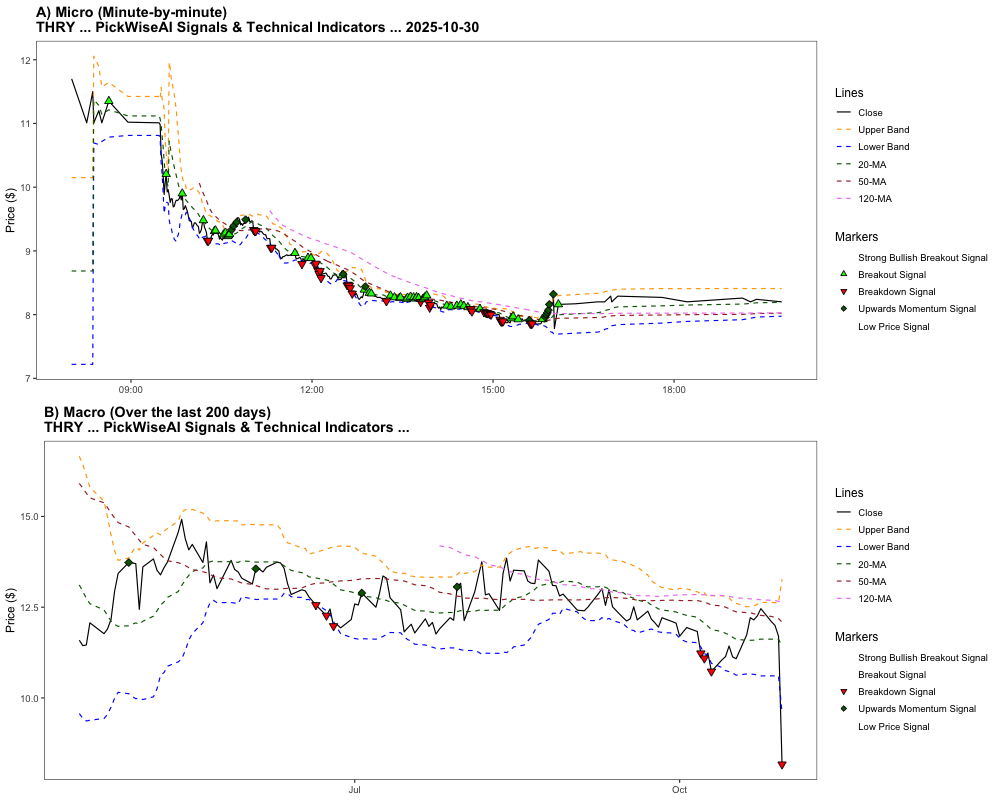 A) Micro (Minute-by-minute)
THRY ... PickWiseAI Signals & Technical Indicators ... 2025-10-30
Price ($)
12
11
10
9
8
7
09:00
12:00
15:00
18:00
Lines
Close
Upper Band
Lower Band
20-MA
50-MA
120-MA
Markers
Strong Bullish Breakout Signal
Breakout Signal
Breakdown Signal
Upwards Momentum Signal
Low Price Signal
B) Macro (Over the last 200 days)
THRY ... PickWiseAI Signals & Technical Indicators ...
Price ($)
15.0
12.5
10.0
Jul
Oct
Lines
Close
Upper Band
Lower Band
20-MA
50-MA
120-MA
Markers
Strong Bullish Breakout Signal
Breakout Signal
Breakdown Signal
Upwards Momentum Signal
Low Price Signal